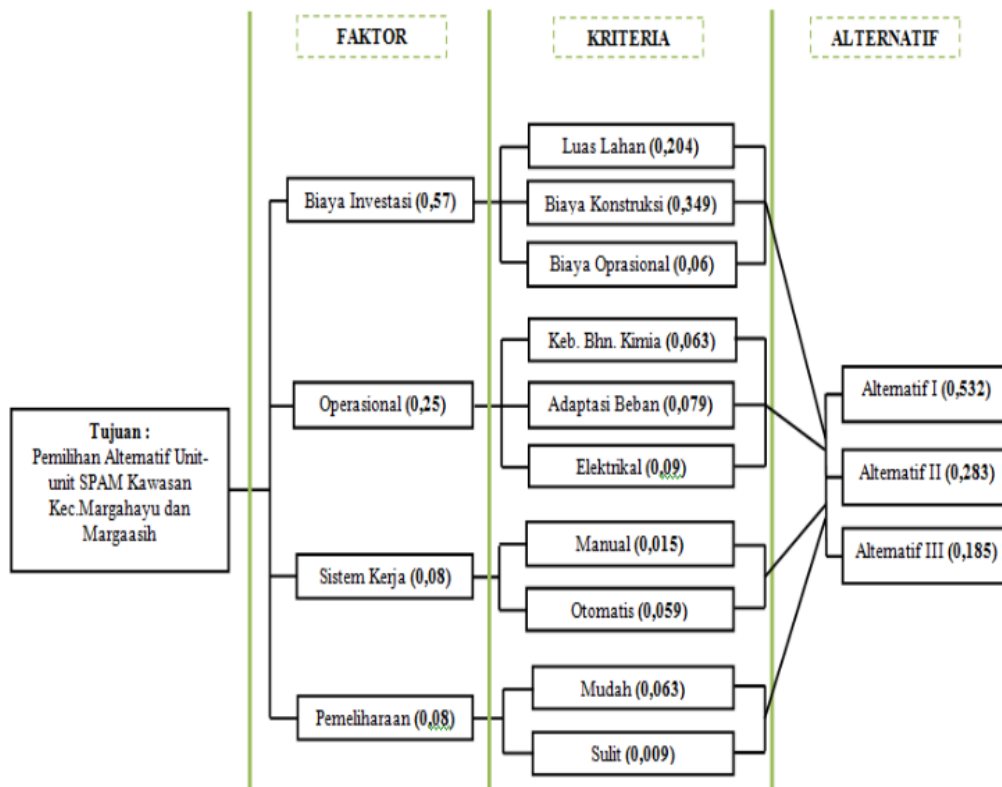 FAKTOR
KRITERIA
ALTERNATIF
Tujuan :
Pemilihan Alternatif Unit-
unit SPAM Kawasan
Kec.Margahayu dan
Margaasih
Biaya Investasi (0,57)
Operasional (0,25)
Sistem Kerja (0,08)
Pemeliharaan (0,08)
Luas Lahan (0,204)
Biaya Konstruksi (0,349)
Biaya Oprasional (0,06)
Keb. Bhn. Kimia (0,063)
Adaptasi Beban (0,079)
Elektrikal (0,09)
Manual (0,015)
Otomatis (0,059)
Mudah (0,063)
Sulit (0,009)
Alternatif I (0,532)
Alternatif II (0,283)
Alternatif III (0,185)